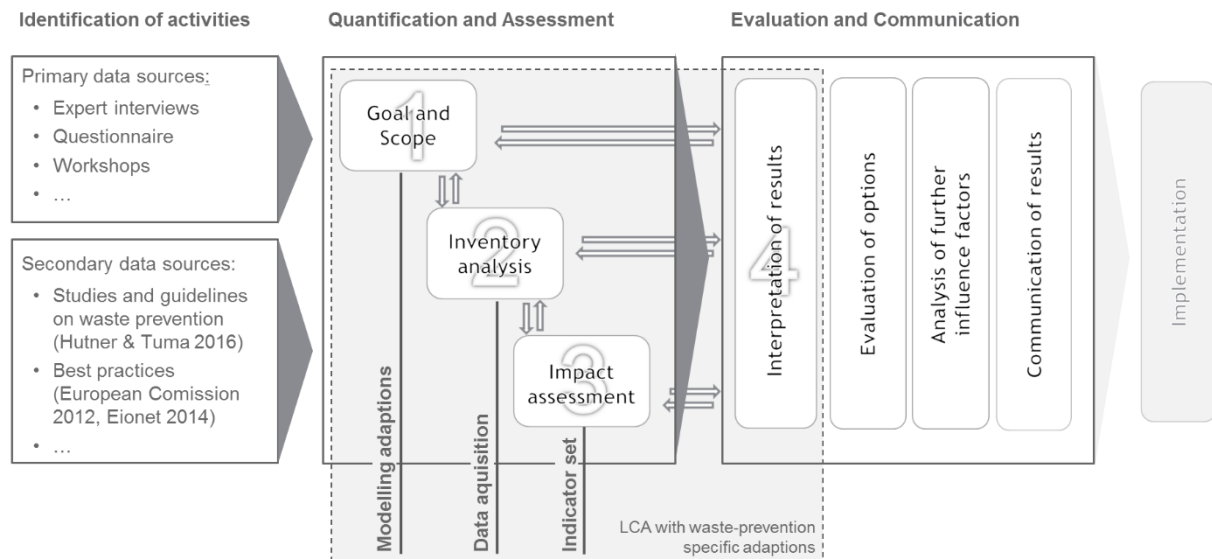 Identification of activities
Quantification and Assessment
Evaluation and Communication
Primary data sources:
• Expert interviews
• Questionnaire
• Workshops
• …
Secondary data sources:
• Studies and guidelines
on waste prevention
(Hutner & Tuma 2016)
• Best practices
(European Comission
2012, Eionet 2014)
• …
1
Goal and
Scope
2
Inventory
analysis
3
Impact
assessment
Modelling adaptions
Data aquisition
Indicator set
4
Interpretation of results
Evaluation of options
Analysis of further
influence factors
Communication of results
LCA with waste-prevention
specific adaptions
Implementation